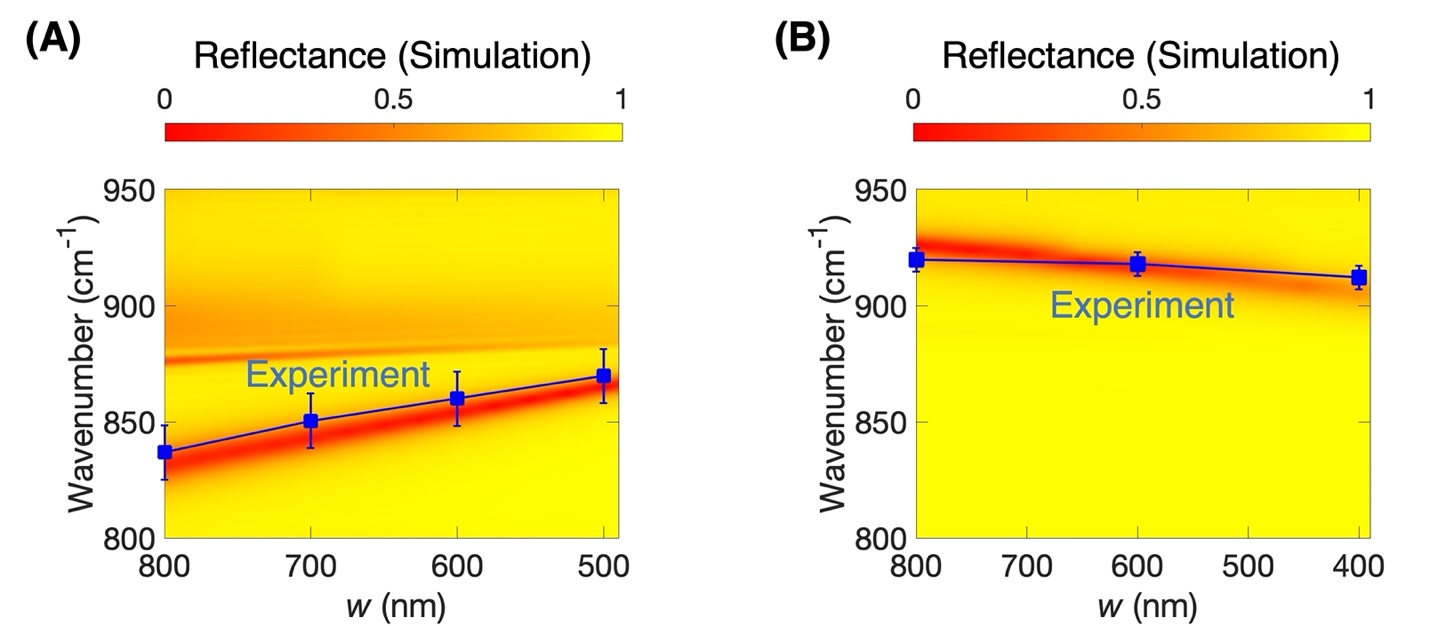 (A)
Reflectance (Simulation)
0 0.5 1
950
900
850
800
Wavenumber (cm⁻¹)
Experiment
800 700 600 500
w (nm)
(B)
Reflectance (Simulation)
0 0.5 1
950
900
850
800
Wavenumber (cm⁻¹)
Experiment
800 700 600 500 400
w (nm)